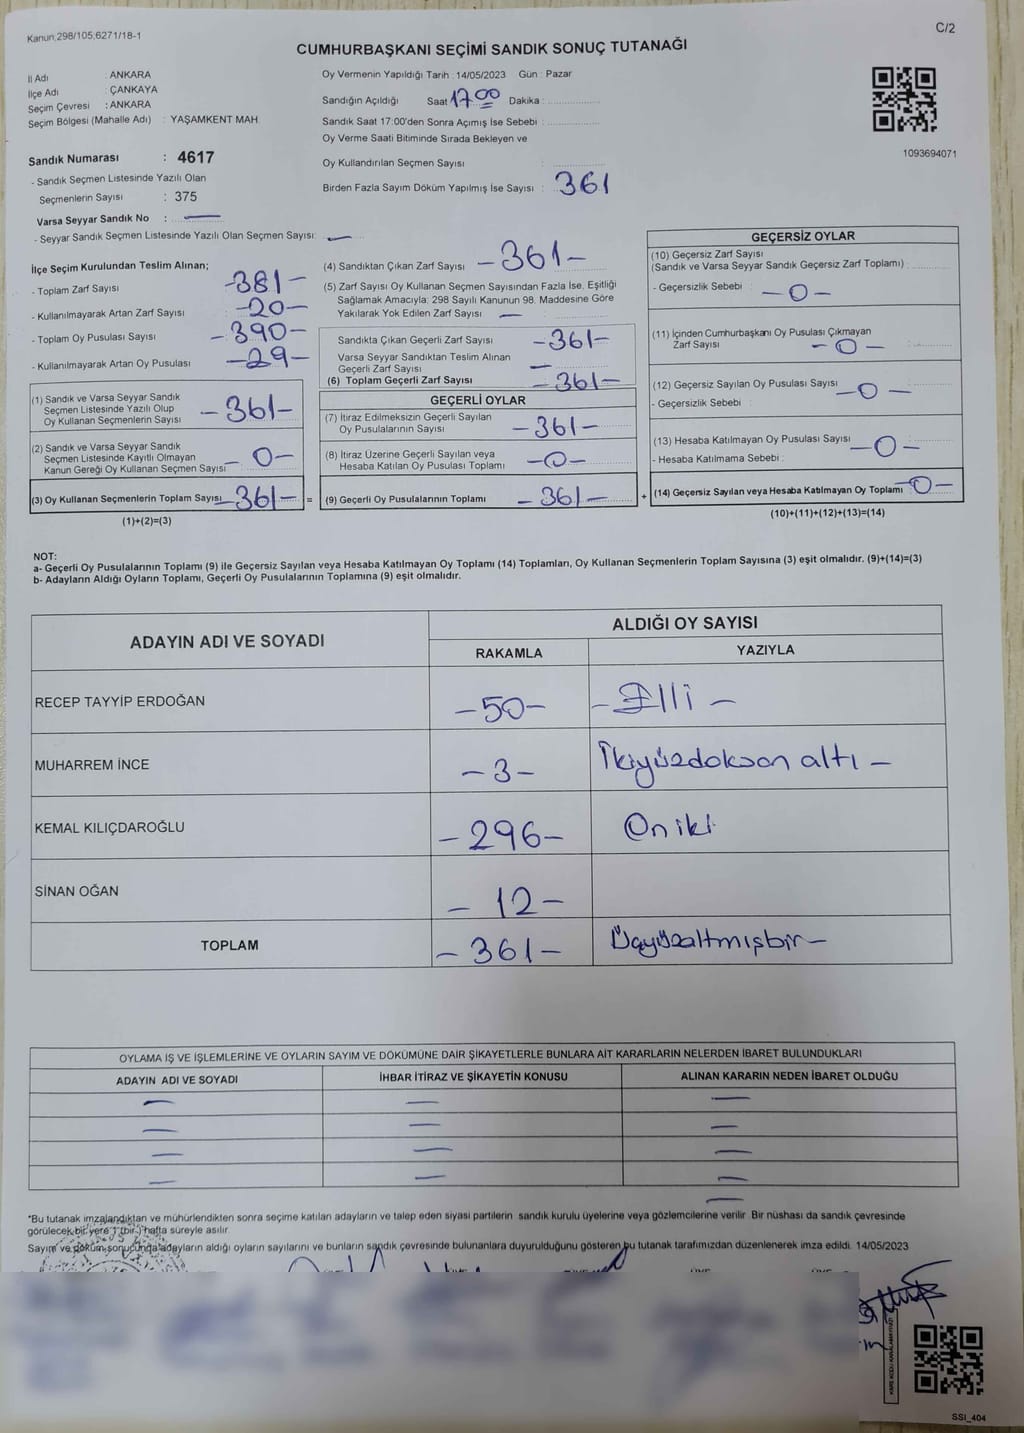 Kanun,298/105,6271/18-1
C/2
CUMHURBAŞKANI SEÇİMİ SANDIK SONUÇ TUTANAĞI
İl Adı : ANKARA
İlçe Adı : ÇANKAYA
Seçim Çevresi : ANKARA
Seçim Bölgesi (Mahalle Adı) : YAŞAMKENT MAH.
Sandık Numarası : 4617
- Sandık Seçmen Listesinde Yazılı Olan
Seçmenlerin Sayısı : 375
Varsa Seyyar Sandık No :
- Seyyar Sandık Seçmen Listesinde Yazılı Olan Seçmen Sayısı:
Oy Vermenin Yapıldığı Tarih : 14/05/2023 Gün : Pazar
Sandığın Açıldığı Saat 17 00 Dakika :
Sandık Saat 17:00'den Sonra Açımış İse Sebebi :
Oy Verme Saati Bitiminde Sırada Bekleyen ve
Oy Kullandırılan Seçmen Sayısı :
Birden Fazla Sayım Döküm Yapılmış İse Sayısı : 361
1093694071
İlçe Seçim Kurulundan Teslim Alınan;
- Toplam Zarf Sayısı : -381-
- Kullanılmayarak Artan Zarf Sayısı : -20-
- Toplam Oy Pusulası Sayısı : -390-
- Kullanılmayarak Artan Oy Pusulası : -29-
(1) Sandık ve Varsa Seyyar Sandık
Seçmen Listesinde Yazılı Olup
Oy Kullanan Seçmenlerin Sayısı -361-
(2) Sandık ve Varsa Seyyar Sandık
Seçmen Listesinde Kayıtlı Olmayan
Kanun Gereği Oy Kullanan Seçmen Sayısı -0-
(3) Oy Kullanan Seçmenlerin Toplam Sayısı -361- =
(1)+(2)=(3)
(4) Sandıktan Çıkan Zarf Sayısı -361-
(5) Zarf Sayısı Oy Kullanan Seçmen Sayısından Fazla İse, Eşitliği
Sağlamak Amacıyla; 298 Sayılı Kanunun 98. Maddesine Göre
Yakılarak Yok Edilen Zarf Sayısı :
Sandıkta Çıkan Geçerli Zarf Sayısı -361-
Varsa Seyyar Sandıktan Teslim Alınan
Geçerli Zarf Sayısı
(6) Toplam Geçerli Zarf Sayısı -361-
GEÇERLİ OYLAR
(7) İtiraz Edilmeksizin Geçerli Sayılan
Oy Pusulalarının Sayısı -361-
(8) İtiraz Üzerine Geçerli Sayılan veya
Hesaba Katılan Oy Pusulası Toplamı -0-
(9) Geçerli Oy Pusulalarının Toplamı -361- +
GEÇERSİZ OYLAR
(10) Geçersiz Zarf Sayısı
(Sandık ve Varsa Seyyar Sandık Geçersiz Zarf Toplamı) :
- Geçersizlik Sebebi : -0-
(11) İçinden Cumhurbaşkanı Oy Pusulası Çıkmayan
Zarf Sayısı -0-
(12) Geçersiz Sayılan Oy Pusulası Sayısı -0-
- Geçersizlik Sebebi :
(13) Hesaba Katılmayan Oy Pusulası Sayısı -0-
- Hesaba Katılmama Sebebi :
(14) Geçersiz Sayılan veya Hesaba Katılmayan Oy Toplamı -0-
(10)+(11)+(12)+(13)=(14)
NOT:
a- Geçerli Oy Pusulalarının Toplamı (9) ile Geçersiz Sayılan veya Hesaba Katılmayan Oy Toplamı (14) Toplamları, Oy Kullanan Seçmenlerin Toplam Sayısına (3) eşit olmalıdır. (9)+(14)=(3)
b- Adayların Aldığı Oyların Toplamı, Geçerli Oy Pusulalarının Toplamına (9) eşit olmalıdır.
ADAYIN ADI VE SOYADI ALDIĞI OY SAYISI
RAKAMLA YAZIYLA
RECEP TAYYİP ERDOĞAN -50- -Elli-
MUHARREM İNCE -3- İkiyüzdoksan altı -
KEMAL KILIÇDAROĞLU -296- Oniki
SİNAN OĞAN -12-
TOPLAM -361- Üçyüzaltmışbir-
OYLAMA İŞ VE İŞLEMLERİNE VE OYLARIN SAYIM VE DÖKÜMÜNE DAİR ŞİKAYETLERLE BUNLARA AİT KARARLARIN NELERDEN İBARET BULUNDUKLARI
ADAYIN ADI VE SOYADI İHBAR İTİRAZ VE ŞİKAYETİN KONUSU ALINAN KARARIN NEDEN İBARET OLDUĞU
*Bu tutanak imzalandıktan ve mühürlendikten sonra seçime katılan adayların ve talep eden siyasi partilerin sandık kurulu üyelerine veya gözlemcilerine verilir. Bir nüshası da sandık çevresinde
görülecek bir yere 1 (bir) hafta süreyle asılır.
Sayım ve döküm sonucunda adayların aldığı oyların sayılarını ve bunların sandık çevresinde bulunanlara duyurulduğunu gösteren bu tutanak tarafımızdan düzenlenerek imza edildi. 14/05/2023
SSI_404